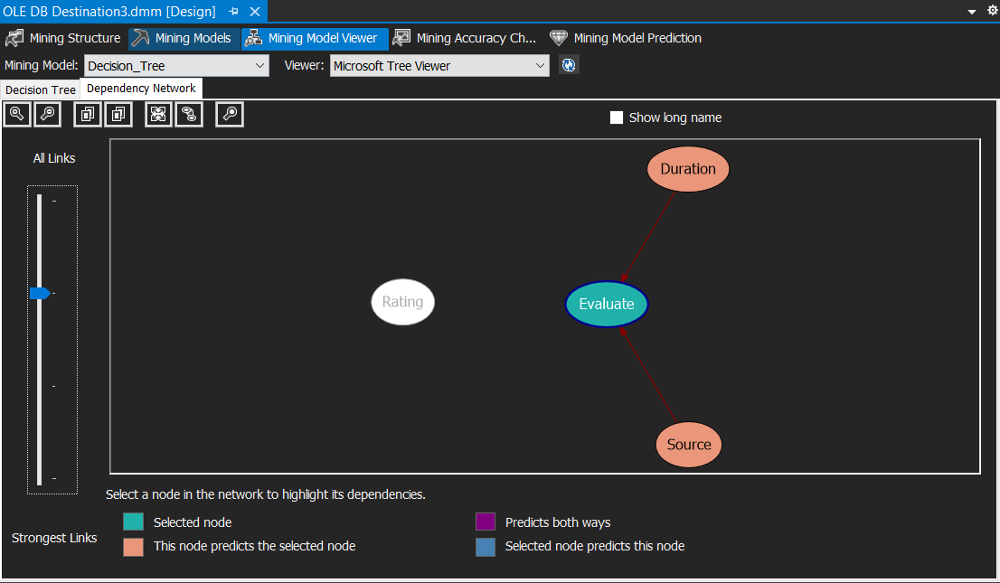 OLE DB Destination3.dmm [Design]
Mining Structure Mining Models Mining Model Viewer Mining Accuracy Ch... Mining Model Prediction
Mining Model: Decision_Tree Viewer: Microsoft Tree Viewer
Decision Tree Dependency Network
Show long name
All Links
Duration
Rating
Evaluate
Source
Select a node in the network to highlight its dependencies.
Selected node Predicts both ways
Strongest Links
This node predicts the selected node Selected node predicts this node